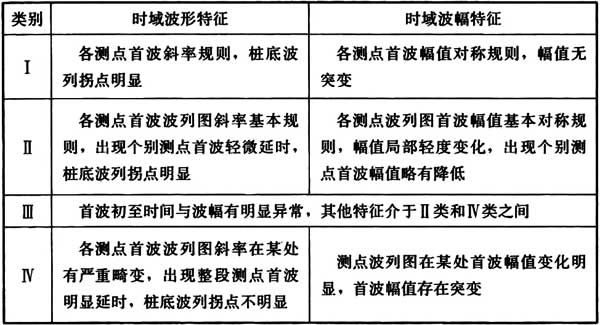 类别 时域波形特征 时域波幅特征
Ⅰ
各测点首波斜率规则，桩底波
列拐点明显
各测点首波幅值对称规则，幅值无
突变
Ⅱ
各测点首波波列图斜率基本规
则，出现个别测点首波轻微延时，
桩底波列拐点明显
各测点波列图首波幅值基本对称规
则，幅值局部轻度变化，出现个别测
点首波幅值略有降低
Ⅲ
首波初至时间与波幅有明显异常，其他特征介于Ⅱ类和Ⅳ类之间
Ⅳ
各测点首波波列图斜率在某处
有严重畸变，出现整段测点首波
明显延时，桩底波列拐点不明显
测点波列图在某处首波幅值变化明
显，首波幅值存在突变